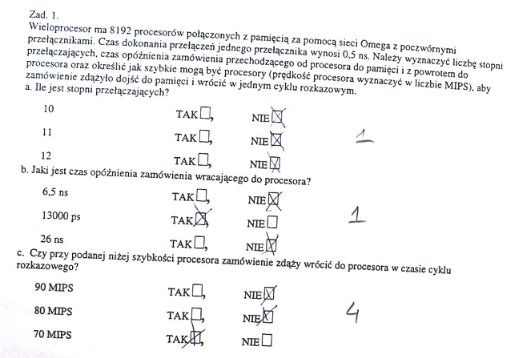 Zad. 1.
Wieloprocesor ma 8192 procesorów połączonych z pamięcią za pomocą sieci Omega z poczwórnymi
przełącznikami. Czas dokonania przełączeń jednego przełącznika wynosi 0,5 ns. Należy wyznaczyć liczbę stopni
przełączających, czas opóźnienia zamówienia przechodzącego od procesora do pamięci i z powrotem do
procesora oraz określić jak szybkie mogą być procesory (prędkość procesora wyznaczyć w liczbie MIPS), aby
zamówienie zdążyło dojść do pamięci i wrócić w jednym cyklu rozkazowym.
a. Ile jest stopni przełączających?
10 TAK☐, NIE☒
11 TAK☐, NIE☒ 1
12 TAK☐, NIE☒
b. Jaki jest czas opóźnienia zamówienia wracającego do procesora?
6,5 ns TAK☐, NIE☒
13000 ps TAK☒, NIE☐ 1
26 ns TAK☐, NIE☒
c. Czy przy podanej niżej szybkości procesora zamówienie zdąży wrócić do procesora w czasie cyklu
rozkazowego?
90 MIPS TAK☐, NIE☒
80 MIPS TAK☐, NIE☒ 4
70 MIPS TAK☒, NIE☐